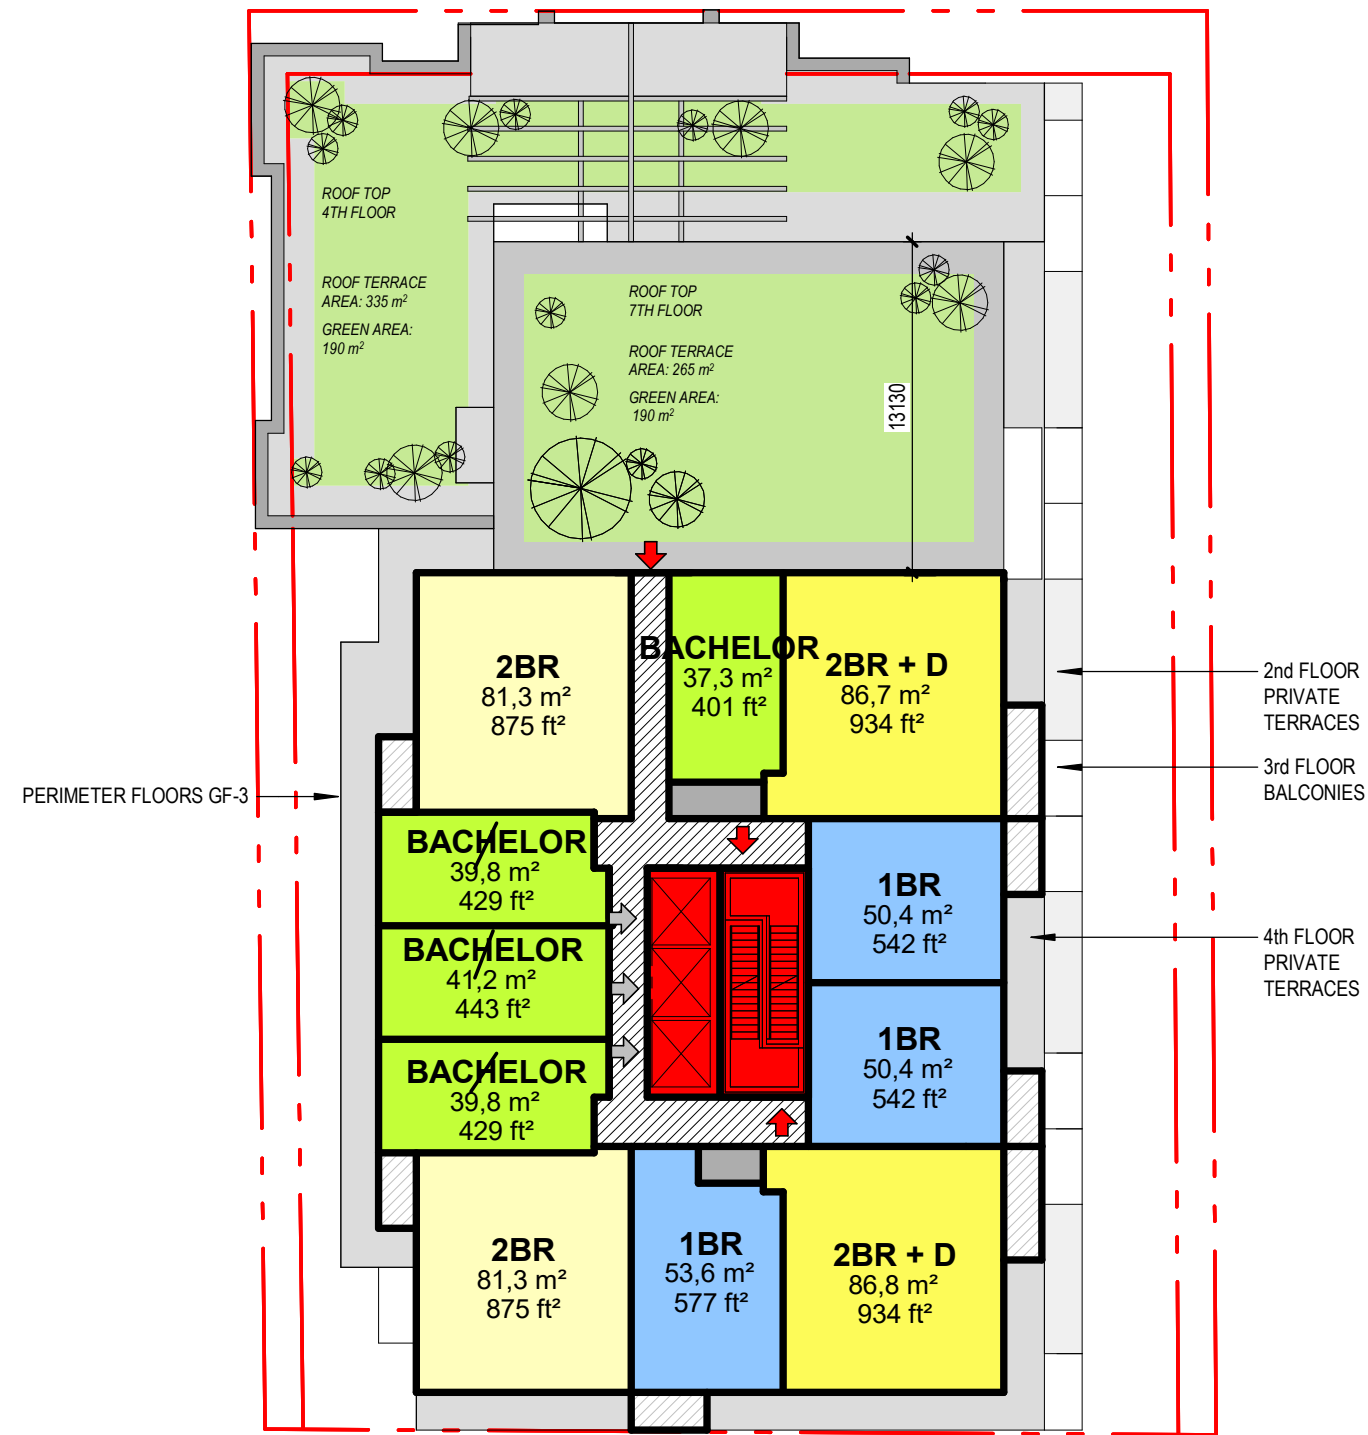 ROOF TOP
4TH FLOOR
ROOF TERRACE
AREA: 335 m²
GREEN AREA:
190 m²
ROOF TOP
7TH FLOOR
ROOF TERRACE
AREA: 265 m²
GREEN AREA:
190 m²
13130
2BR
81,3 m²
875 ft²
BACHELOR
37,3 m²
401 ft²
2BR + D
86,7 m²
934 ft²
2nd FLOOR
PRIVATE
TERRACES
3rd FLOOR
BALCONIES
PERIMETER FLOORS GF-3
BACHELOR
39,8 m²
429 ft²
1BR
50,4 m²
542 ft²
4th FLOOR
PRIVATE
TERRACES
BACHELOR
41,2 m²
443 ft²
1BR
50,4 m²
542 ft²
BACHELOR
39,8 m²
429 ft²
2BR
81,3 m²
875 ft²
1BR
53,6 m²
577 ft²
2BR + D
86,8 m²
934 ft²